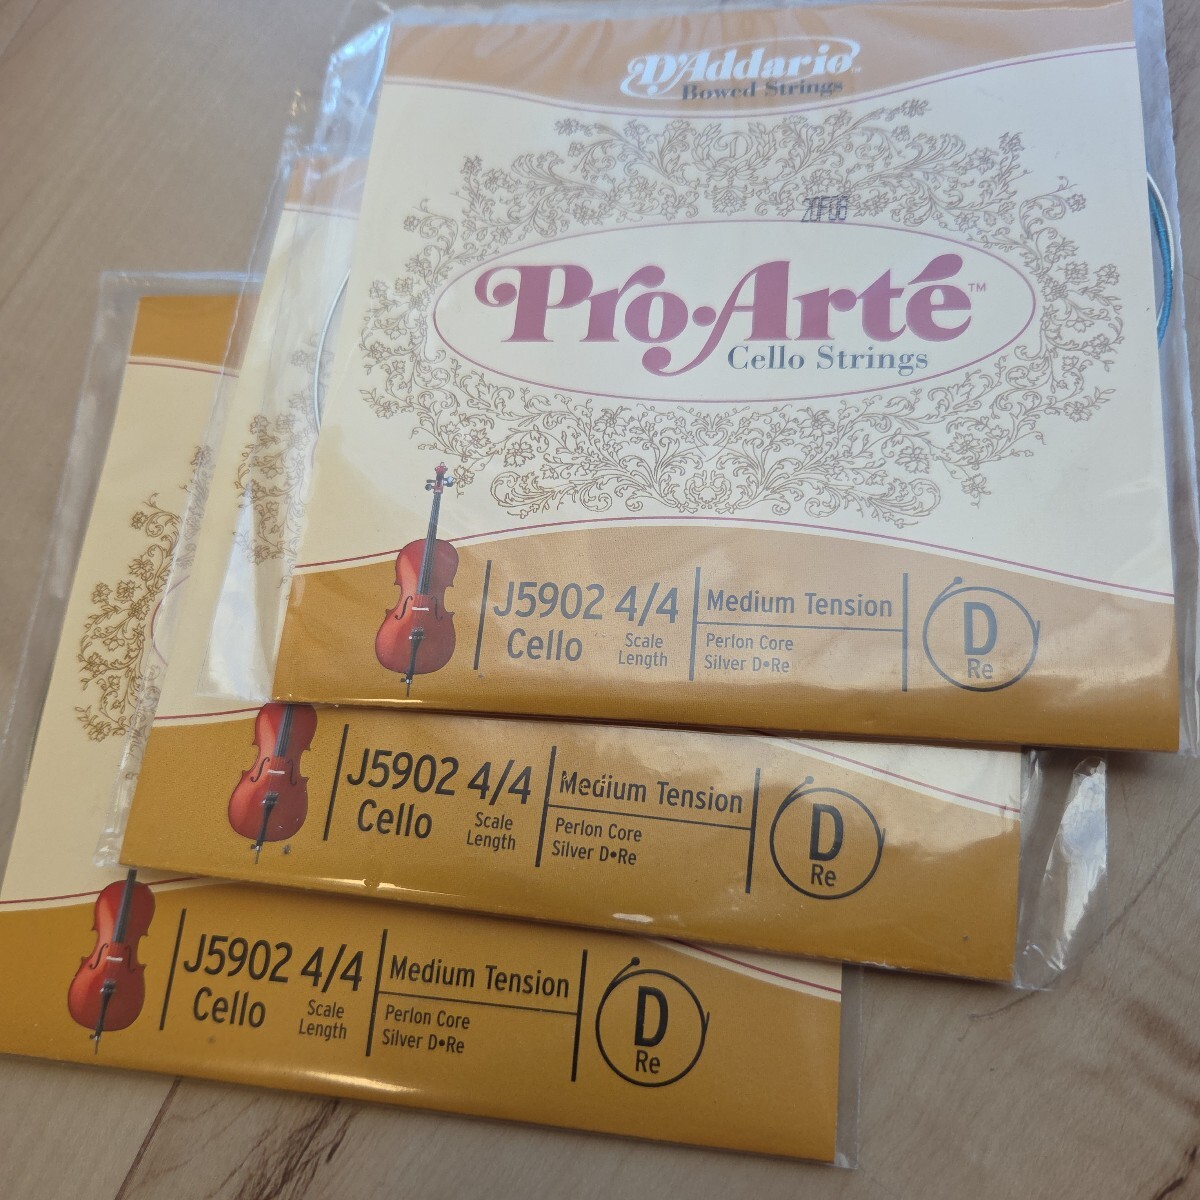 D'Addario
Bowed Strings
20F06
Pro·Arté™
Cello Strings
J5902 4/4
Cello
Scale
Length
Medium Tension
Perlon Core
Silver D•Re
D
Re
J5902 4/4
Cello
Scale
Length
Medium Tension
Perlon Core
Silver D•Re
D
Re
J5902 4/4
Cello
Scale
Length
Medium Tension
Perlon Core
Silver D•Re
D
Re